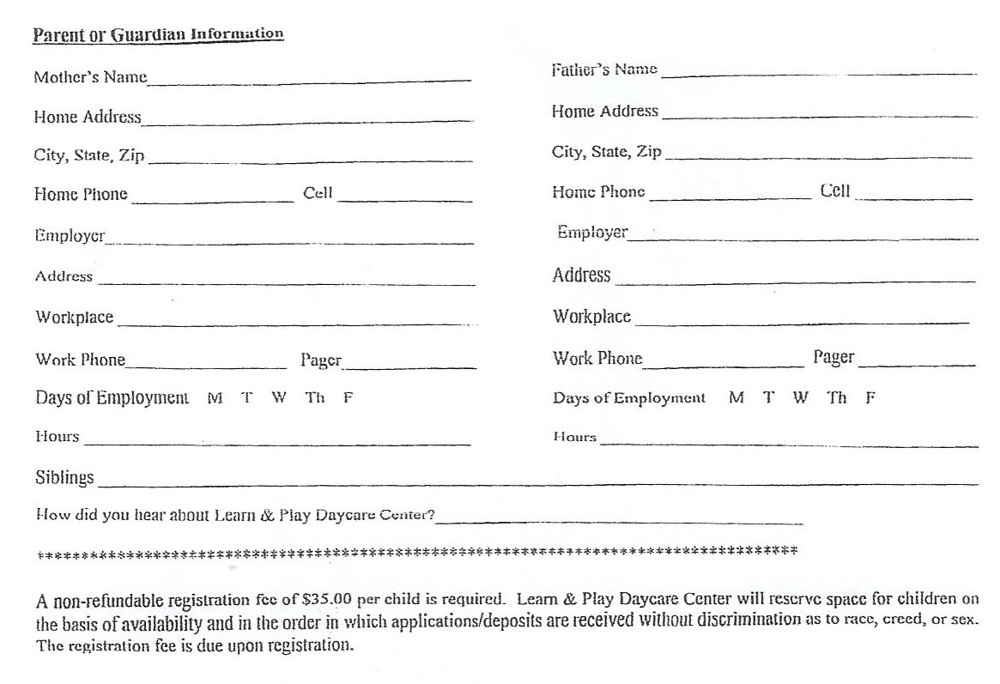 Parent or Guardian Information
Mother's Name
Father's Name
Home Address
Home Address
City, State, Zip
City, State, Zip
Home Phone Cell
Home Phone Cell
Employer
Employer
Address
Address
Workplace
Workplace
Work Phone Pager
Work Phone Pager
Days of Employment M T W Th F
Days of Employment M T W Th F
Hours
Hours
Siblings
How did you hear about Learn & Play Daycare Center?
A non-refundable registration fee of $35.00 per child is required. Learn & Play Daycare Center will reserve space for children on
the basis of availability and in the order in which applications/deposits are received without discrimination as to race, creed, or sex.
The registration fee is due upon registration.